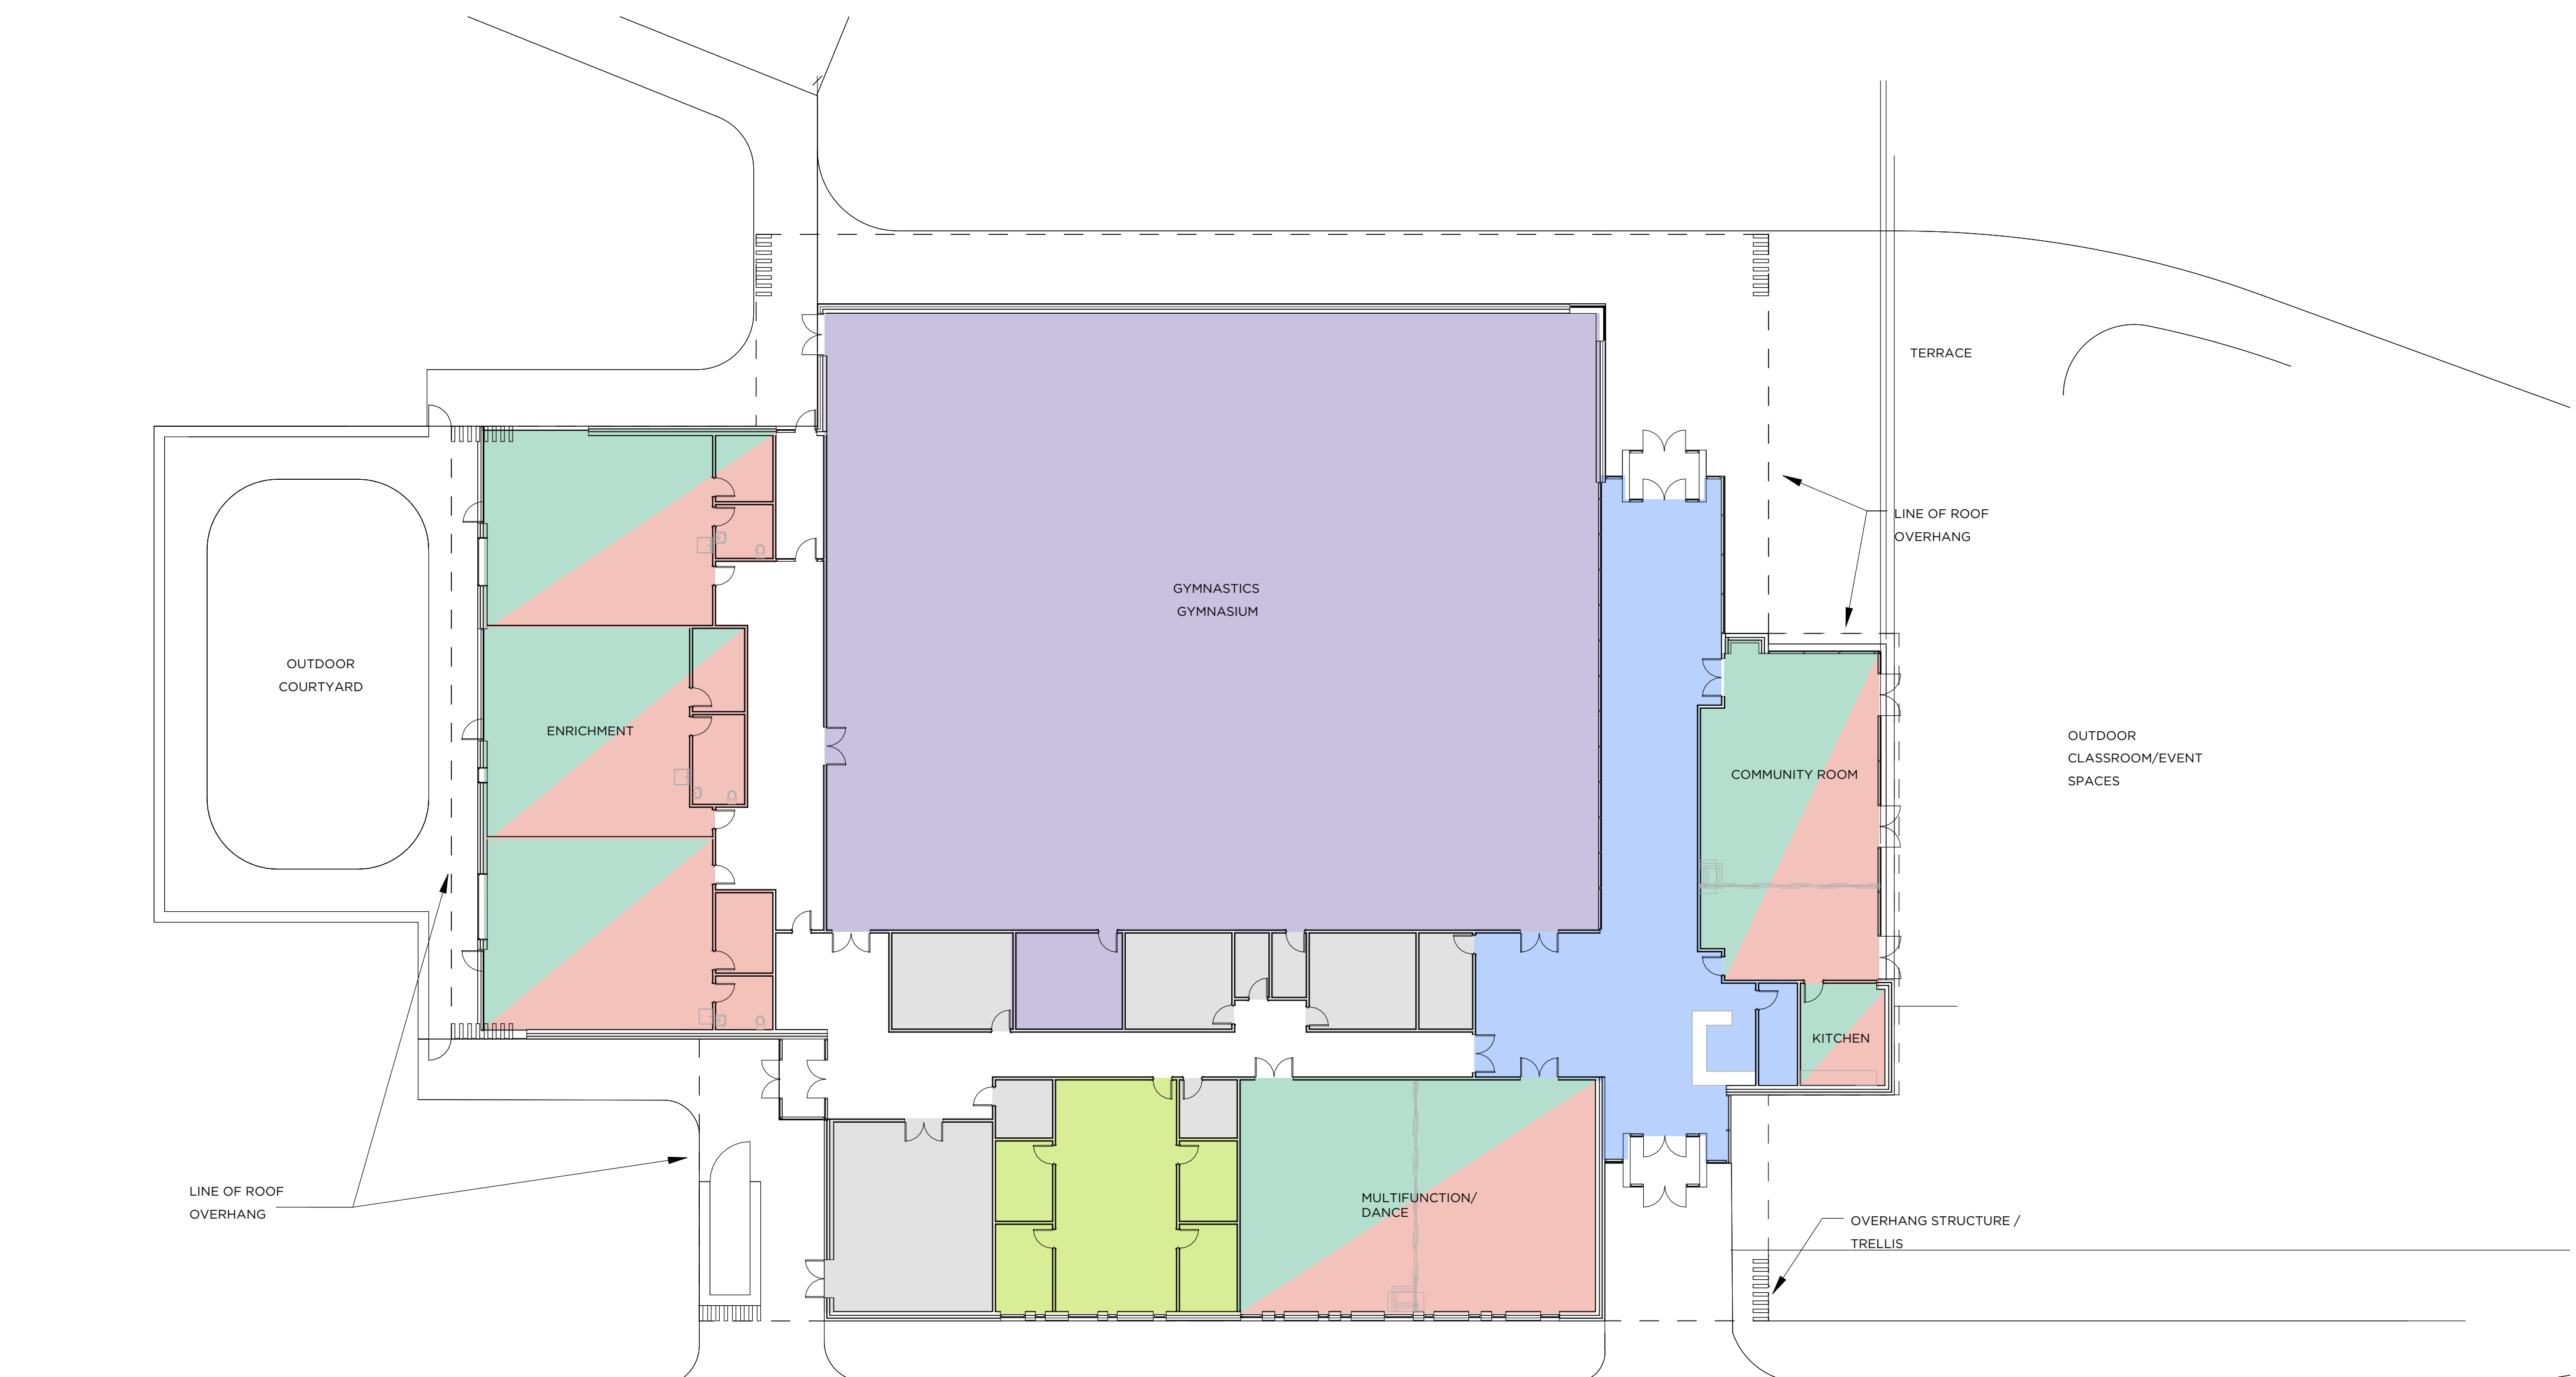 TERRACE
LINE OF ROOF
OVERHANG
GYMNASTICS
GYMNASIUM
OUTDOOR
COURTYARD
ENRICHMENT
COMMUNITY ROOM
OUTDOOR
CLASSROOM/EVENT
SPACES
KITCHEN
LINE OF ROOF
OVERHANG
MULTIFUNCTION/
DANCE
OVERHANG STRUCTURE /
TRELLIS